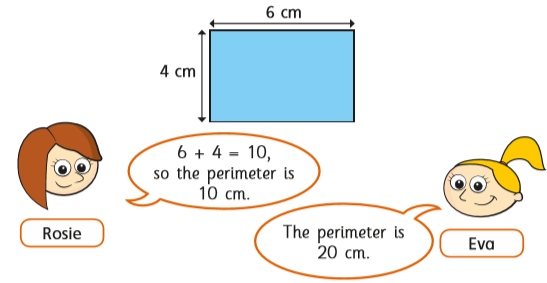 6 cm
4 cm
6 + 4 = 10,
so the perimeter is
10 cm.
Rosie
The perimeter is
20 cm.
Eva